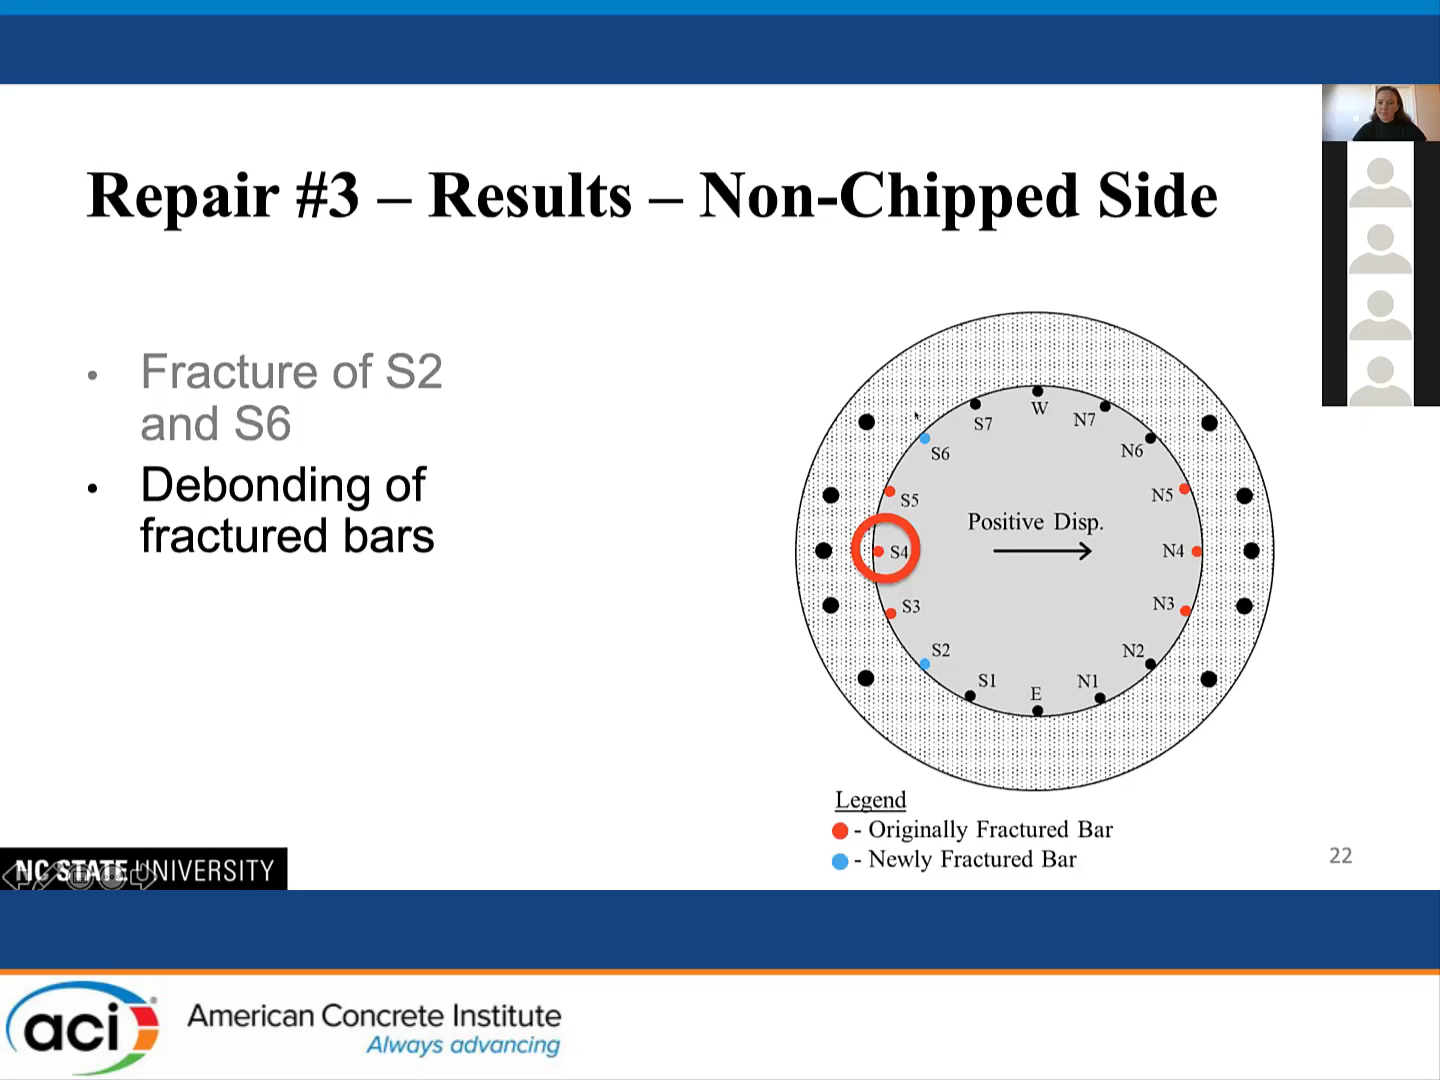 Repair #3 – Results – Non-Chipped Side
• Fracture of S2
and S6
• Debonding of
fractured bars
W
S7
N7
S6
N6
S5
N5
Positive Disp.
S4
N4
S3
N3
S2
N2
S1
N1
E
Legend
- Originally Fractured Bar
- Newly Fractured Bar
NC STATE UNIVERSITY
22
aci
American Concrete Institute
Always advancing